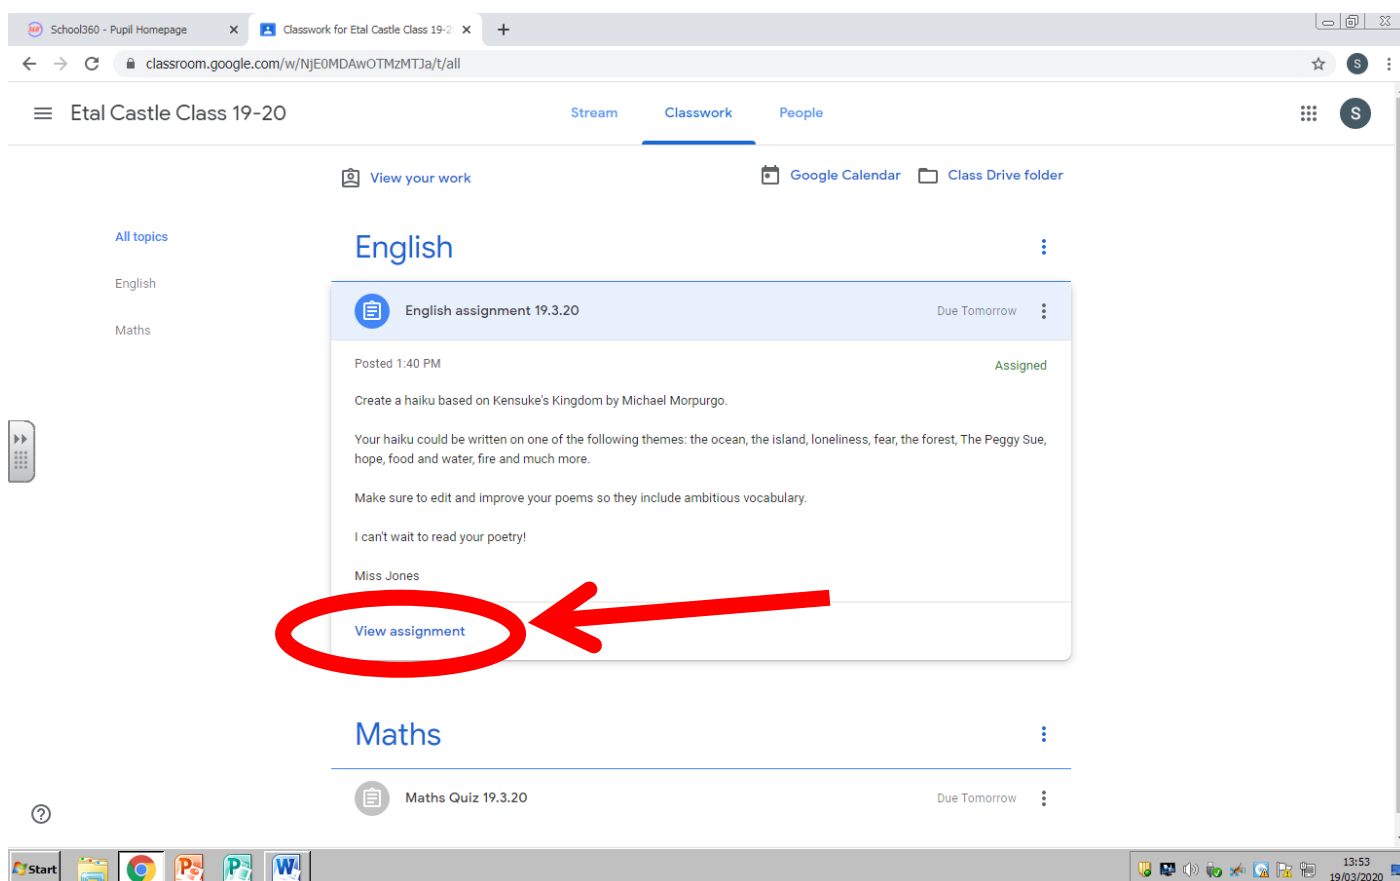 School360 - Pupil Homepage
Classwork for Etal Castle Class 19-2
classroom.google.com/w/NjE0MDAwOTMzMTJa/t/all
S
Etal Castle Class 19-20
Stream
Classwork
People
S
View your work
Google Calendar
Class Drive folder
All topics
English
Maths
English
English assignment 19.3.20
Due Tomorrow
Posted 1:40 PM
Assigned
Create a haiku based on Kensuke's Kingdom by Michael Morpurgo.
Your haiku could be written on one of the following themes: the ocean, the island, loneliness, fear, the forest, The Peggy Sue,
hope, food and water, fire and much more.
Make sure to edit and improve your poems so they include ambitious vocabulary.
I can't wait to read your poetry!
Miss Jones
View assignment
Maths
Maths Quiz 19.3.20
Due Tomorrow
Start
13:53
19/03/2020